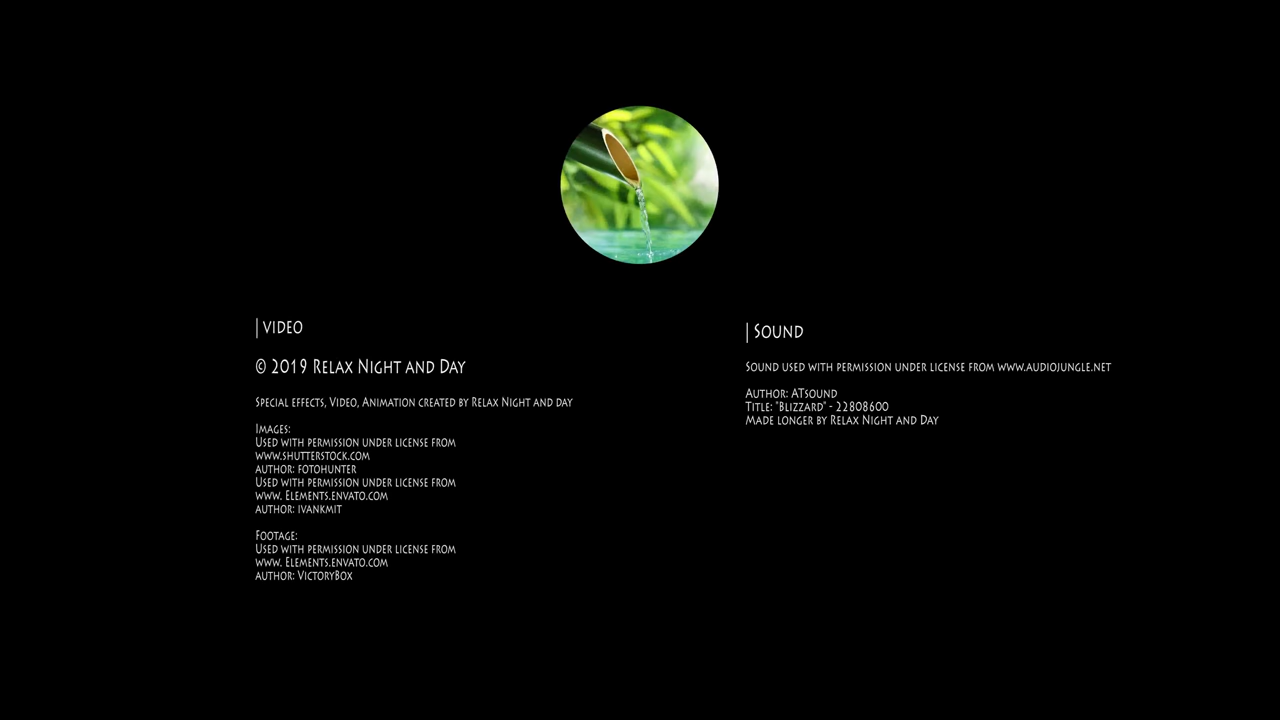 | VIDEO
© 2019 Relax Night and Day
Special effects, Video, Animation created by Relax Night and day
Images:
Used with permission under license from
www.shutterstock.com
author: fotohunter
Used with permission under license from
www. Elements.envato.com
author: ivankmit
Footage:
Used with permission under license from
www. Elements.envato.com
author: VictoryBox
| Sound
Sound used with permission under license from www.audiojungle.net
Author: ATsound
Title: "Blizzard" - 22808600
Made longer by Relax Night and Day